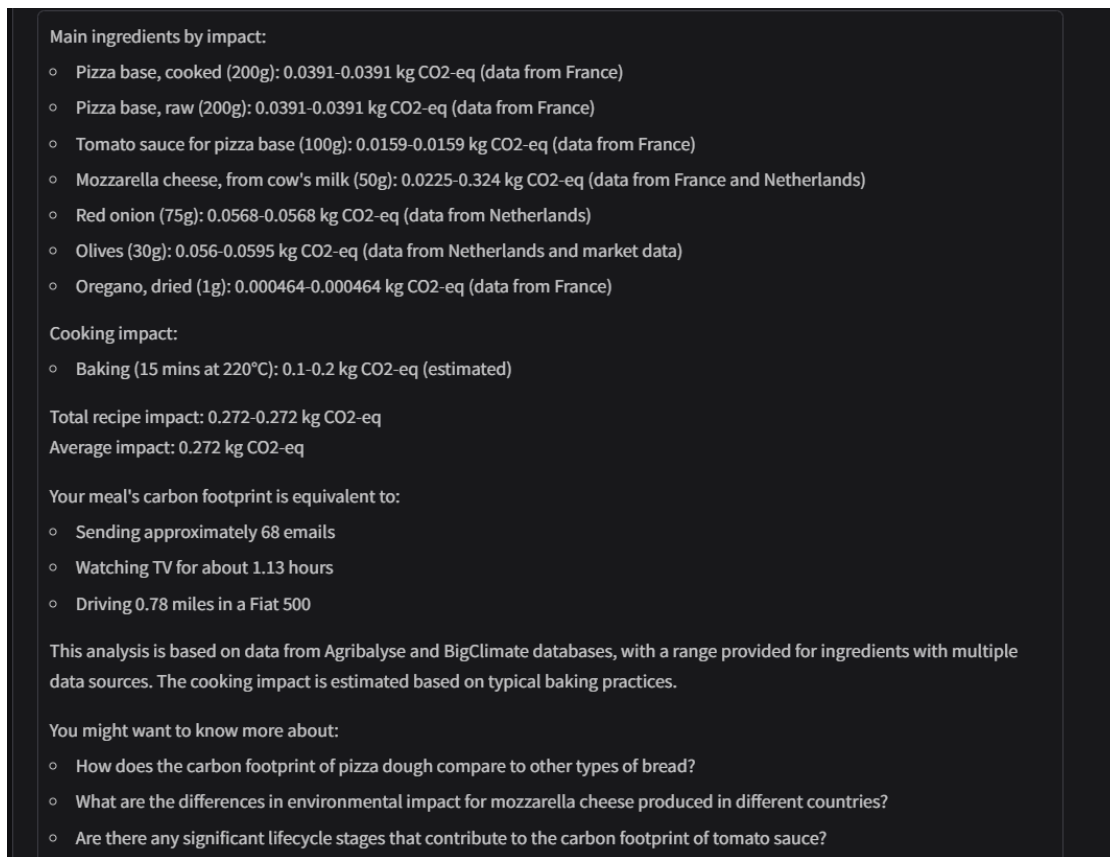 Main ingredients by impact:
Pizza base, cooked (200g): 0.0391-0.0391 kg CO2-eq (data from France)
Pizza base, raw (200g): 0.0391-0.0391 kg CO2-eq (data from France)
Tomato sauce for pizza base (100g): 0.0159-0.0159 kg CO2-eq (data from France)
Mozzarella cheese, from cow's milk (50g): 0.0225-0.324 kg CO2-eq (data from France and Netherlands)
Red onion (75g): 0.0568-0.0568 kg CO2-eq (data from Netherlands)
Olives (30g): 0.056-0.0595 kg CO2-eq (data from Netherlands and market data)
Oregano, dried (1g): 0.000464-0.000464 kg CO2-eq (data from France)
Cooking impact:
Baking (15 mins at 220°C): 0.1-0.2 kg CO2-eq (estimated)
Total recipe impact: 0.272-0.272 kg CO2-eq
Average impact: 0.272 kg CO2-eq
Your meal's carbon footprint is equivalent to:
Sending approximately 68 emails
Watching TV for about 1.13 hours
Driving 0.78 miles in a Fiat 500
This analysis is based on data from Agribalyse and BigClimate databases, with a range provided for ingredients with multiple
data sources. The cooking impact is estimated based on typical baking practices.
You might want to know more about:
How does the carbon footprint of pizza dough compare to other types of bread?
What are the differences in environmental impact for mozzarella cheese produced in different countries?
Are there any significant lifecycle stages that contribute to the carbon footprint of tomato sauce?